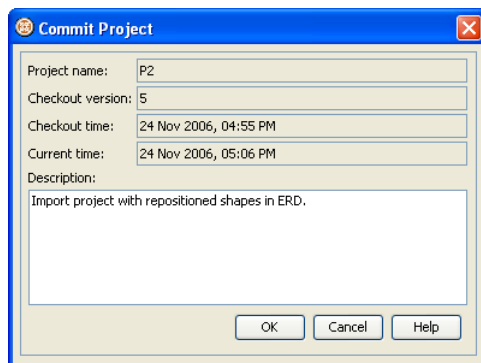 Commit Project
Project name: P2
Checkout version: 5
Checkout time: 24 Nov 2006, 04:55 PM
Current time: 24 Nov 2006, 05:06 PM
Description:
Import project with repositioned shapes in ERD.
OK Cancel Help